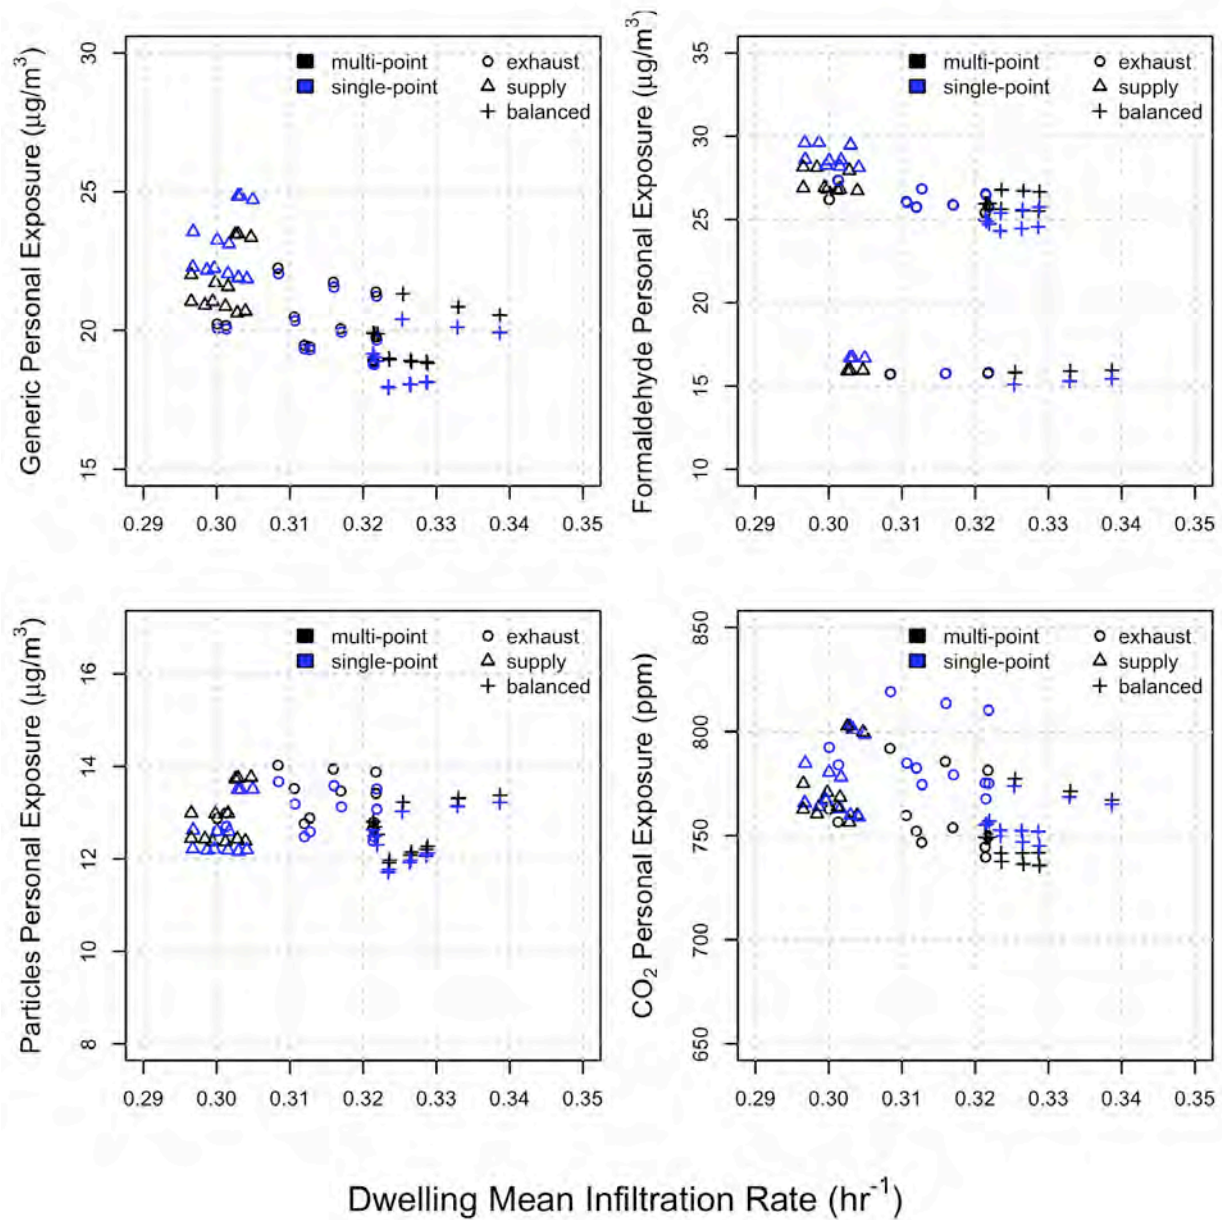 Generic Personal Exposure (µg/m³)
30
25
20
15
multi-point
single-point
exhaust
supply
balanced
0.29 0.30 0.31 0.32 0.33 0.34 0.35
Formaldehyde Personal Exposure (µg/m³)
35
30
25
20
15
10
multi-point
single-point
exhaust
supply
balanced
0.29 0.30 0.31 0.32 0.33 0.34 0.35
Particles Personal Exposure (µg/m³)
16
14
12
10
8
multi-point
single-point
exhaust
supply
balanced
0.29 0.30 0.31 0.32 0.33 0.34 0.35
CO₂ Personal Exposure (ppm)
850
800
750
700
650
multi-point
single-point
exhaust
supply
balanced
0.29 0.30 0.31 0.32 0.33 0.34 0.35
Dwelling Mean Infiltration Rate (hr⁻¹)